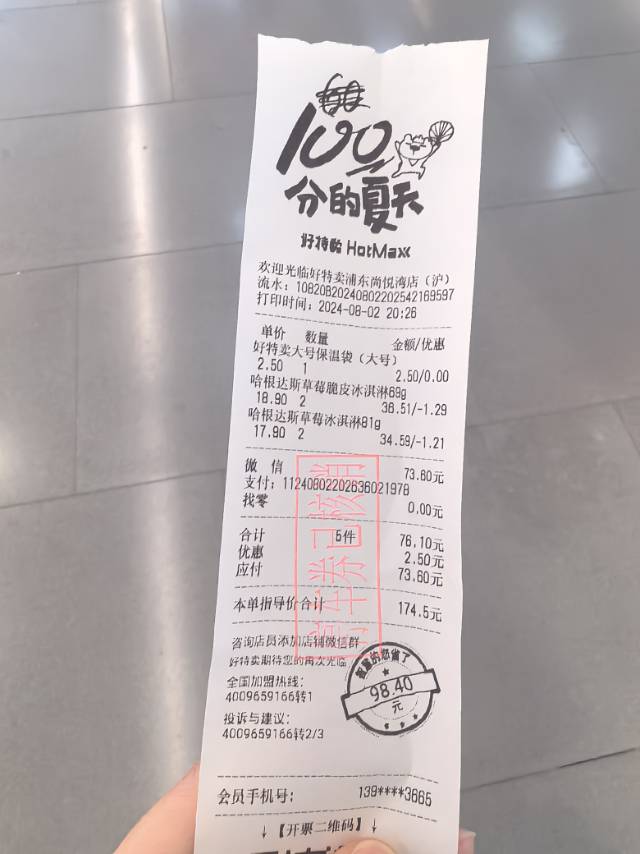 100
分的夏天
好特卖 HotMaxx
欢迎光临好特卖浦东尚悦湾店（沪）
流水：10820820240802202542169597
打印时间：2024-08-02 20:26
单价 数量 金额/优惠
好特卖大号保温袋（大号）
2.50 1 2.50/0.00
哈根达斯草莓脆皮冰淇淋69g
18.90 2 36.51/-1.29
哈根达斯草莓冰淇淋81g
17.90 2 34.59/-1.21
微 信 73.60元
支付：11240802202636021978
找零 0.00元
合计 5件 76.10元
优惠 2.50元
应付 73.60元
本单指导价合计 174.5元
停车券已核销
咨询店员添加店铺微信群
好特卖期待您的再次光临
全国加盟热线：
4009659166转1
投诉与建议：
4009659166转2/3
的您省了
98.40
元
会员手机号： 139****3665
↓【开票二维码】↓